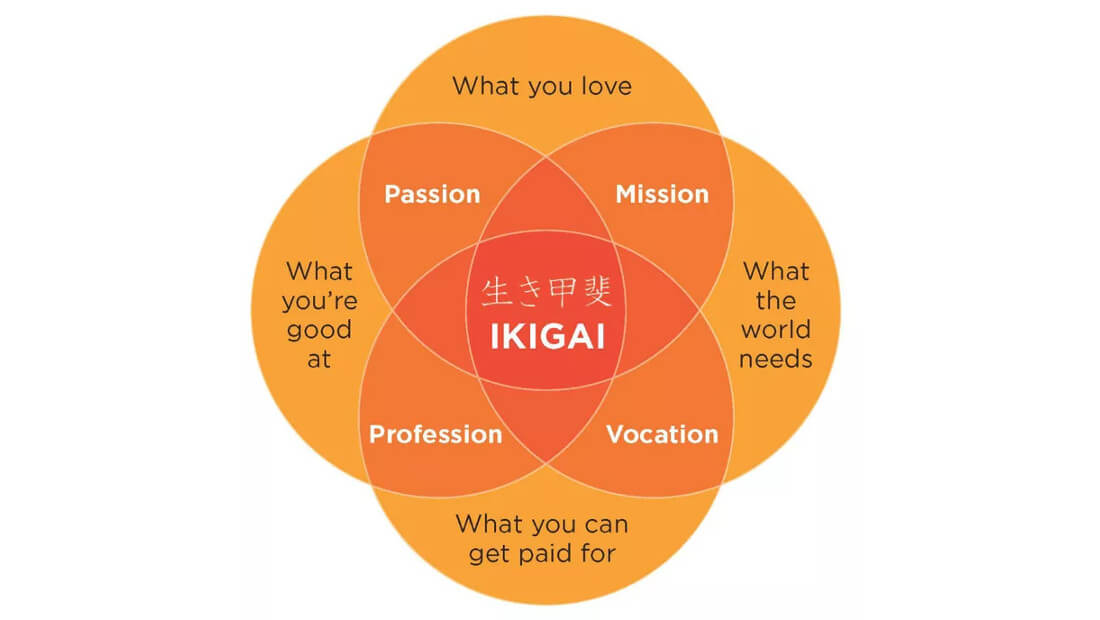 What you love
Passion
Mission
What
you're
good
at
生き甲斐
IKIGAI
What
the
world
needs
Profession
Vocation
What you can
get paid for